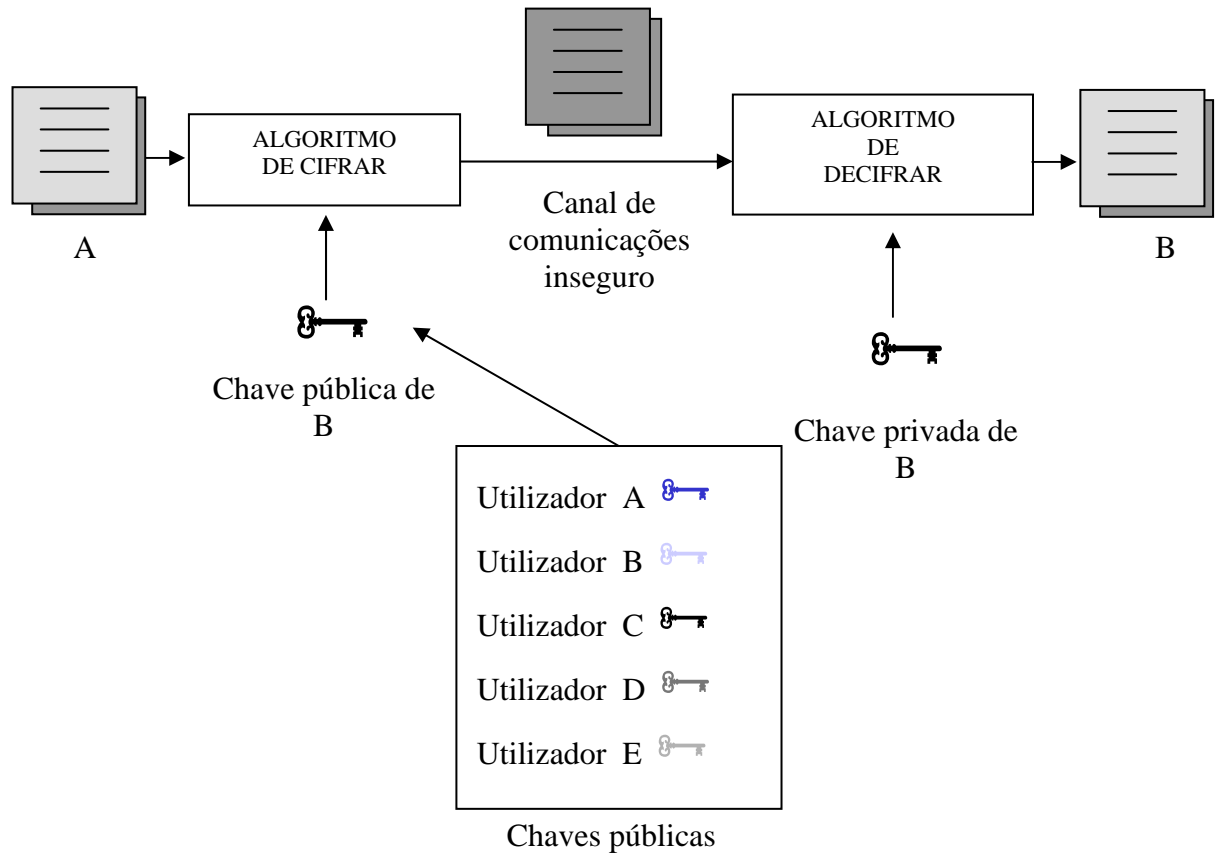 ALGORITMO
DE CIFRAR
ALGORITMO
DE
DECIFRAR
A
Canal de
comunicações
inseguro
B
Chave pública de
B
Chave privada de
B
Utilizador A
Utilizador B
Utilizador C
Utilizador D
Utilizador E
Chaves públicas